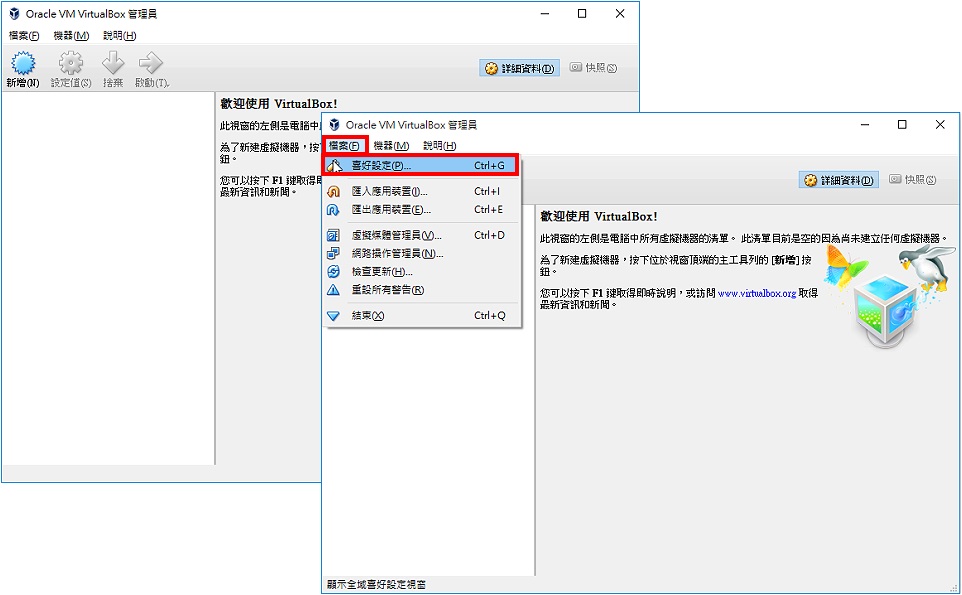 Oracle VM VirtualBox 管理員
檔案(F) 機器(M) 說明(H)
新增(N) 設定值(S) 捨棄 啟動(T)
詳細資料(D) 快照(S)
歡迎使用 VirtualBox!
此視窗的左側是電腦中
為了新建虛擬機器，按
鈕。
您可以按下 F1 鍵取得
最新資訊和新聞。
Oracle VM VirtualBox 管理員
檔案(F) 機器(M) 說明(H)
喜好設定(P)... Ctrl+G
匯入應用裝置(I)... Ctrl+I
匯出應用裝置(E)... Ctrl+E
虛擬媒體管理員(V)... Ctrl+D
網路操作管理員(N)...
檢查更新(H)...
重設所有警告(R)
結束(X) Ctrl+Q
詳細資料(D) 快照(S)
歡迎使用 VirtualBox!
此視窗的左側是電腦中所有虛擬機器的清單。 此清單目前是空的因為尚未建立任何虛擬機器。
為了新建虛擬機器，按下位於視窗頂端的主工具列的 [新增] 按
鈕。
您可以按下 F1 鍵取得即時說明，或訪問 www.virtualbox.org 取得
最新資訊和新聞。
顯示全域喜好設定視窗